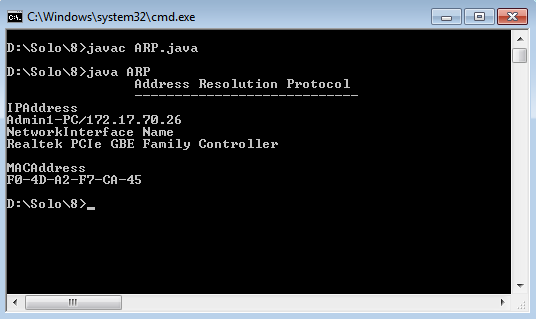 C:\Windows\system32\cmd.exe
D:\Solo\8>javac ARP.java
D:\Solo\8>java ARP
Address Resolution Protocol
----------------------------
IPAddress
Admin1-PC/172.17.70.26
NetworkInterface Name
Realtek PCIe GBE Family Controller
MACAddress
F0-4D-A2-F7-CA-45
D:\Solo\8>_